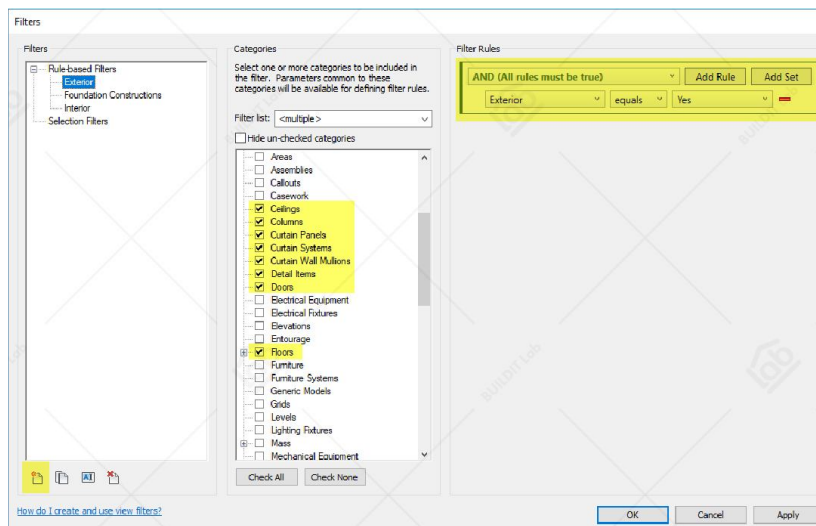 Filters
Filters
Rule-based Filters
Exterior
Foundation Constructions
Interior
Selection Filters
How do I create and use view filters?
Categories
Select one or more categories to be included in
the filter. Parameters common to these
categories will be available for defining filter rules.
Filter list: <multiple>
Hide un-checked categories
Areas
Assemblies
Callouts
Casework
Ceilings
Columns
Curtain Panels
Curtain Systems
Curtain Wall Mullions
Detail Items
Doors
Electrical Equipment
Electrical Fixtures
Elevations
Entourage
Floors
Furniture
Furniture Systems
Generic Models
Grids
Levels
Lighting Fixtures
Mass
Mechanical Equipment
Check All Check None
Filter Rules
AND (All rules must be true) Add Rule Add Set
Exterior equals Yes
OK Cancel Apply
BUILDIT Lab